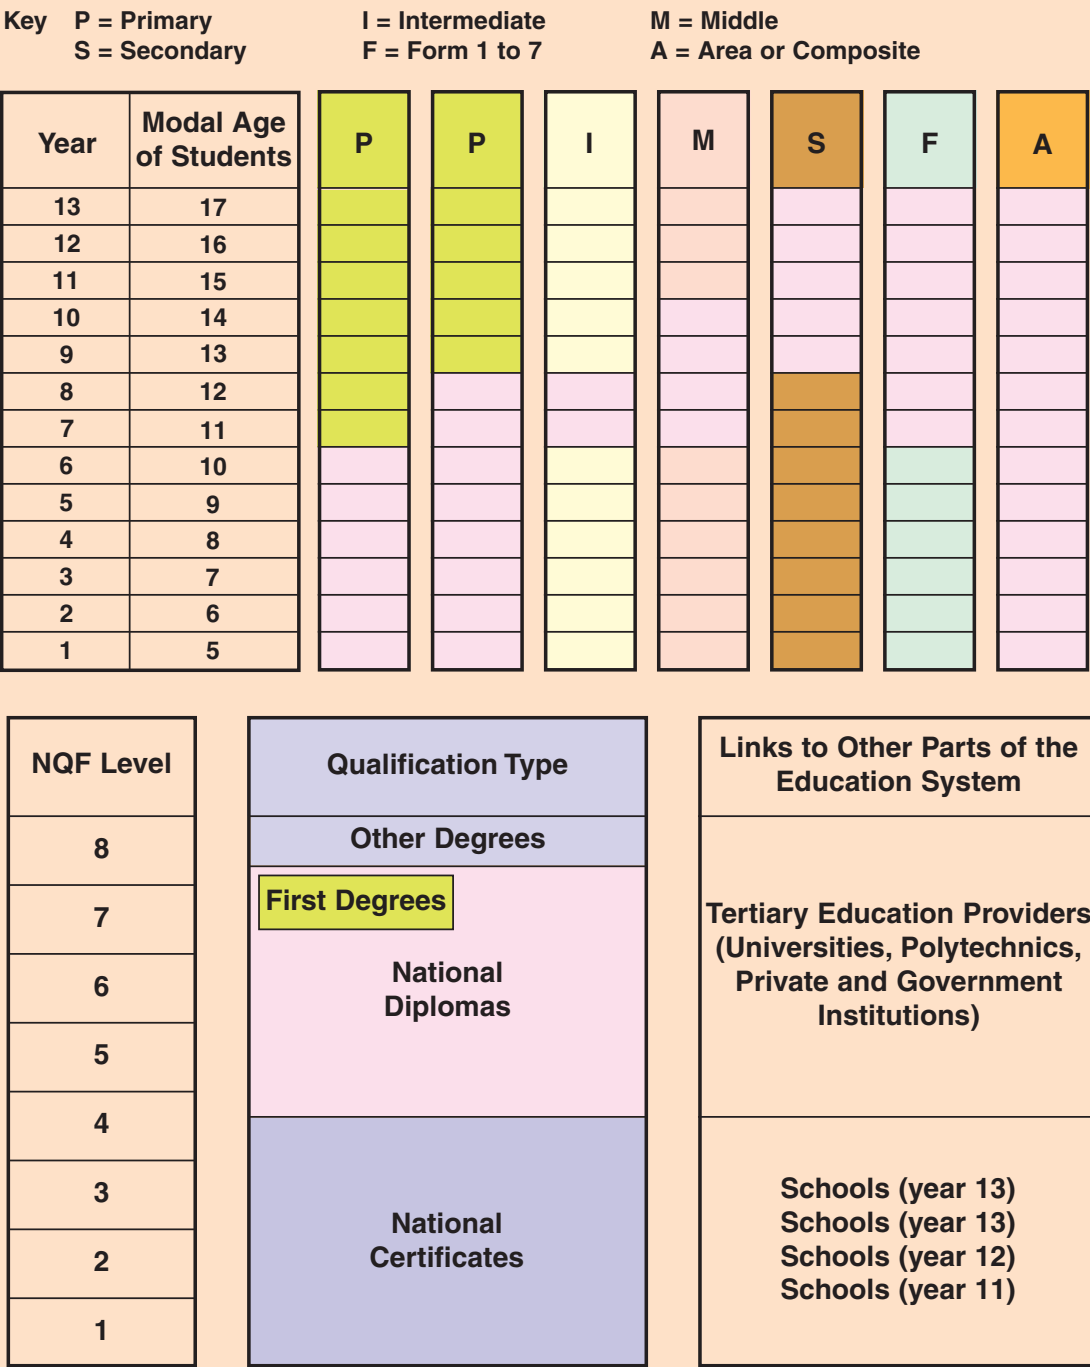 Key P = Primary I = Intermediate M = Middle
S = Secondary F = Form 1 to 7 A = Area or Composite
Year Modal Age of Students P P I M S F A
13 17
12 16
11 15
10 14
9 13
8 12
7 11
6 10
5 9
4 8
3 7
2 6
1 5
NQF Level
8
7
6
5
4
3
2
1
Qualification Type
Other Degrees
First Degrees
National
Diplomas
National
Certificates
Links to Other Parts of the
Education System
Tertiary Education Providers
(Universities, Polytechnics,
Private and Government
Institutions)
Schools (year 13)
Schools (year 13)
Schools (year 12)
Schools (year 11)